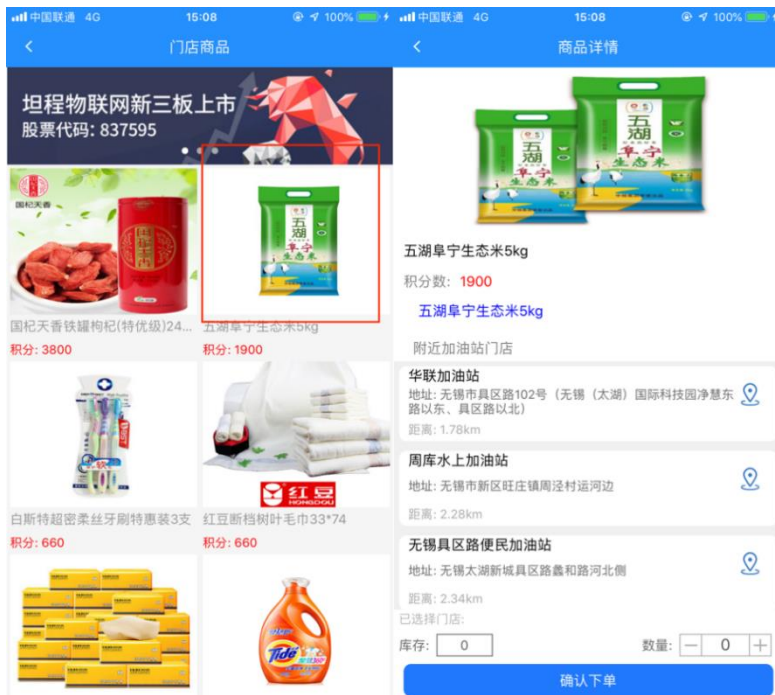 中国联通 4G 15:08 100%
门店商品
坦程物联网新三板上市
股票代码: 837595
国杞天香
国杞天香铁罐枸杞(特优级)24...
积分: 3800
五湖
阜宁
生态米
五湖阜宁生态米5kg
积分: 1900
白斯特超密柔丝牙刷特惠装3支
积分: 660
红豆
HONGDOU
红豆断档树叶毛巾33*74
积分: 660
Tide
中国联通 4G 15:08 100%
商品详情
五湖
阜宁
生态米
五湖
阜宁
生态米
五湖阜宁生态米5kg
积分数: 1900
五湖阜宁生态米5kg
附近加油站门店
华联加油站
地址: 无锡市具区路102号（无锡（太湖）国际科技园净慧东
路以东、具区路以北）
距离: 1.78km
周库水上加油站
地址: 无锡市新区旺庄镇周泾村运河边
距离: 2.28km
无锡具区路便民加油站
地址: 无锡太湖新城具区路蠡和路河北侧
距离: 2.34km
已选择门店:
库存: 0 数量: — 0 +
确认下单